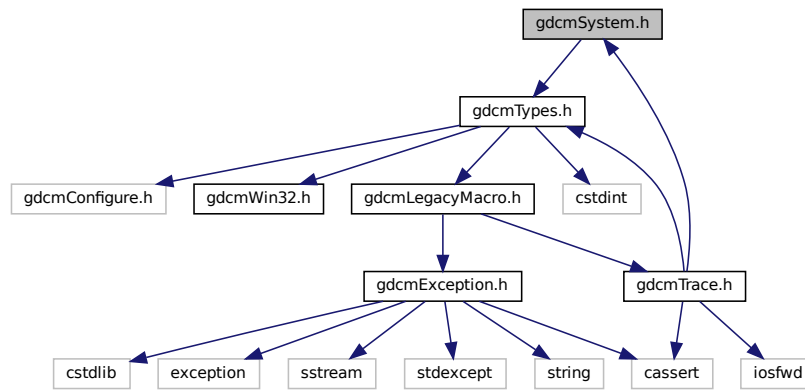 gdcmSystem.h
gdcmTypes.h
gdcmConfigure.h
gdcmWin32.h
gdcmLegacyMacro.h
cstdint
gdcmException.h
gdcmTrace.h
cstdlib
exception
sstream
stdexcept
string
cassert
iosfwd